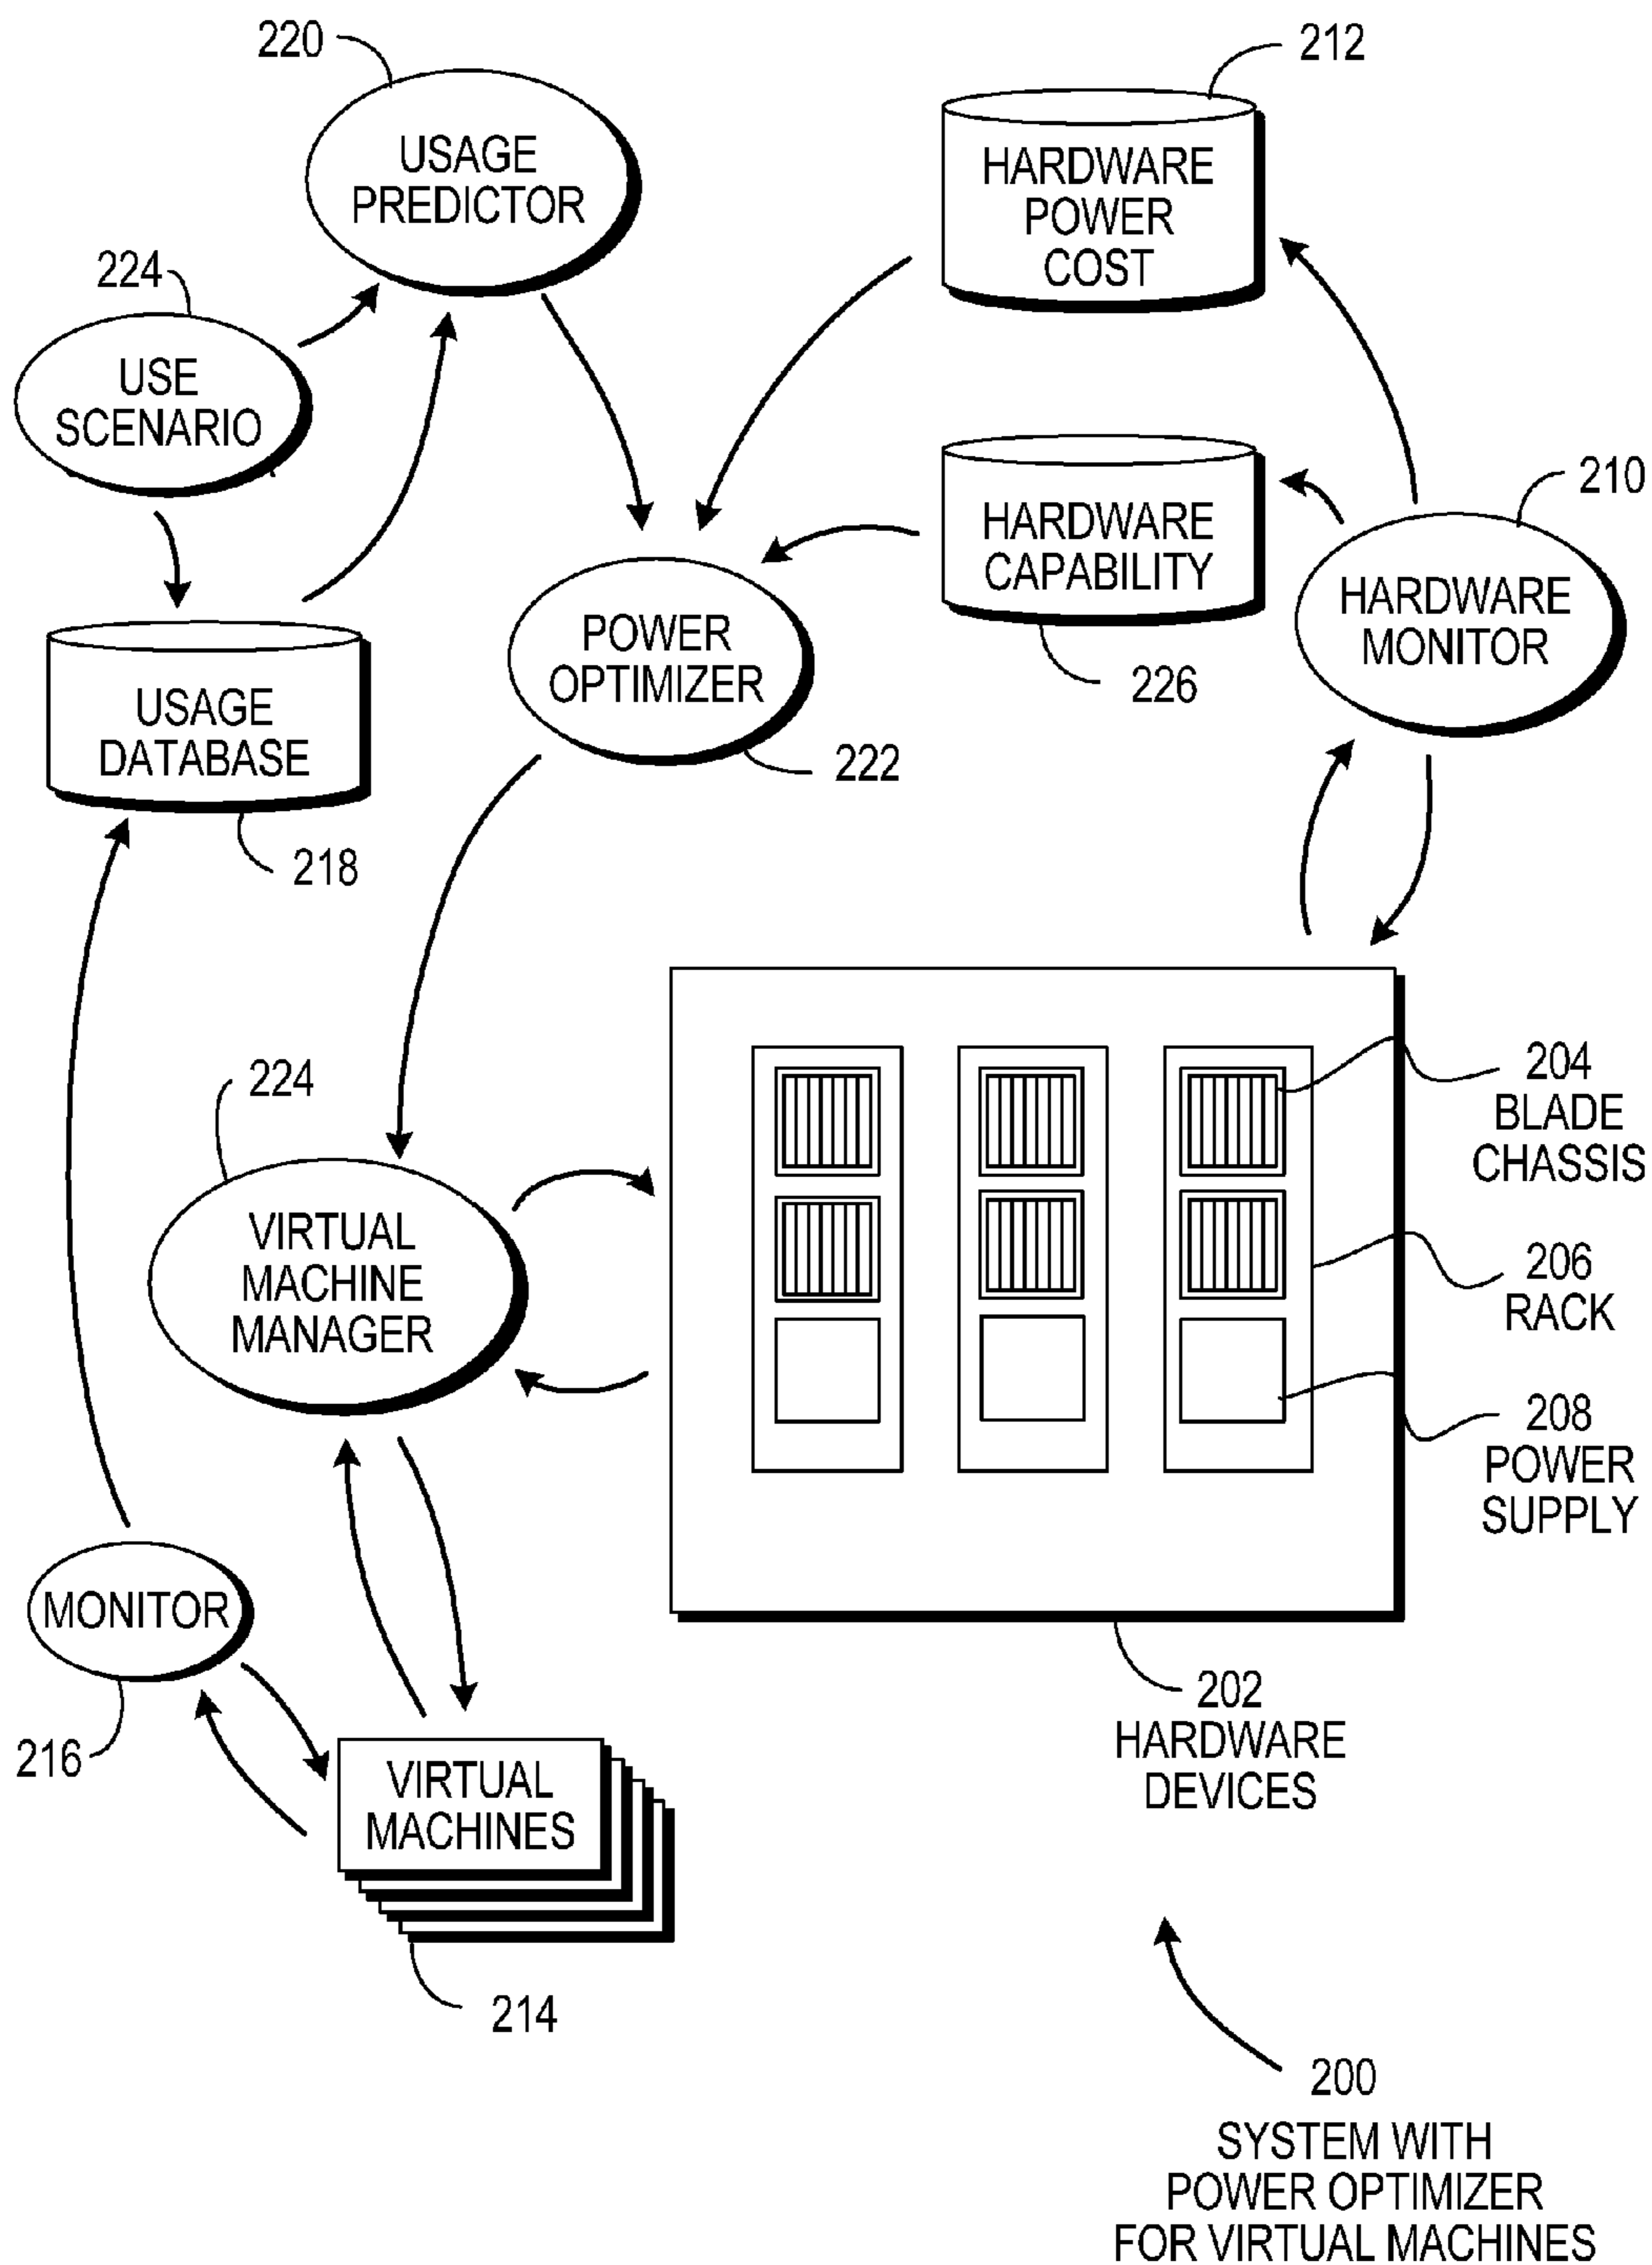 220
USAGE
PREDICTOR
212
HARDWARE
POWER
COST
224
USE
SCENARIO
210
HARDWARE
CAPABILITY
226
HARDWARE
MONITOR
POWER
OPTIMIZER
222
USAGE
DATABASE
218
224
VIRTUAL
MACHINE
MANAGER
204
BLADE
CHASSIS
206
RACK
208
POWER
SUPPLY
MONITOR
216
VIRTUAL
MACHINES
214
202
HARDWARE
DEVICES
200
SYSTEM WITH
POWER OPTIMIZER
FOR VIRTUAL MACHINES